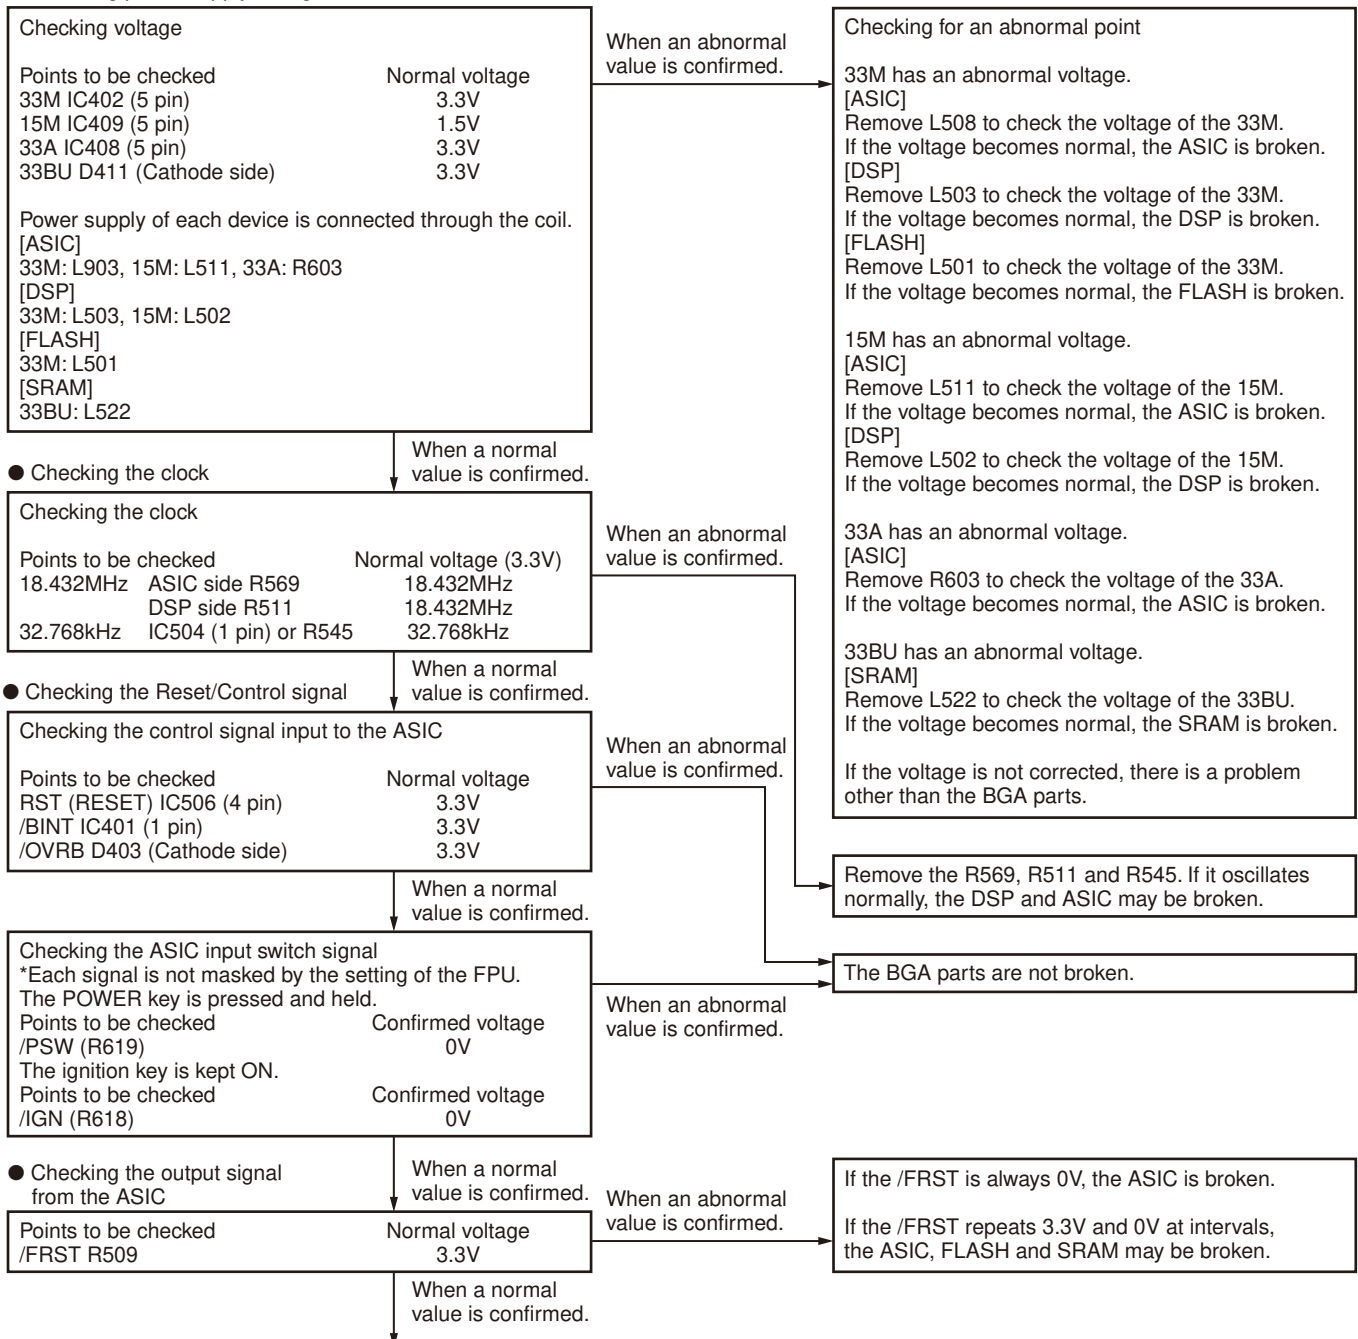 Checking voltage
Points to be checked Normal voltage
33M IC402 (5 pin) 3.3V
15M IC409 (5 pin) 1.5V
33A IC408 (5 pin) 3.3V
33BU D411 (Cathode side) 3.3V
Power supply of each device is connected through the coil.
[ASIC]
33M: L903, 15M: L511, 33A: R603
[DSP]
33M: L503, 15M: L502
[FLASH]
33M: L501
[SRAM]
33BU: L522
When an abnormal
value is confirmed.
Checking for an abnormal point
33M has an abnormal voltage.
[ASIC]
Remove L508 to check the voltage of the 33M.
If the voltage becomes normal, the ASIC is broken.
[DSP]
Remove L503 to check the voltage of the 33M.
If the voltage becomes normal, the DSP is broken.
[FLASH]
Remove L501 to check the voltage of the 33M.
If the voltage becomes normal, the FLASH is broken.
15M has an abnormal voltage.
[ASIC]
Remove L511 to check the voltage of the 15M.
If the voltage becomes normal, the ASIC is broken.
[DSP]
Remove L502 to check the voltage of the 15M.
If the voltage becomes normal, the DSP is broken.
33A has an abnormal voltage.
[ASIC]
Remove R603 to check the voltage of the 33A.
If the voltage becomes normal, the ASIC is broken.
33BU has an abnormal voltage.
[SRAM]
Remove L522 to check the voltage of the 33BU.
If the voltage becomes normal, the SRAM is broken.
If the voltage is not corrected, there is a problem
other than the BGA parts.
When a normal
value is confirmed.
● Checking the clock
Checking the clock
Points to be checked Normal voltage (3.3V)
18.432MHz ASIC side R569 18.432MHz
DSP side R511 18.432MHz
32.768kHz IC504 (1 pin) or R545 32.768kHz
When an abnormal
value is confirmed.
Remove the R569, R511 and R545. If it oscillates
normally, the DSP and ASIC may be broken.
When a normal
value is confirmed.
● Checking the Reset/Control signal
Checking the control signal input to the ASIC
Points to be checked Normal voltage
RST (RESET) IC506 (4 pin) 3.3V
/BINT IC401 (1 pin) 3.3V
/OVRB D403 (Cathode side) 3.3V
When an abnormal
value is confirmed.
The BGA parts are not broken.
When a normal
value is confirmed.
Checking the ASIC input switch signal
*Each signal is not masked by the setting of the FPU.
The POWER key is pressed and held.
Points to be checked Confirmed voltage
/PSW (R619) 0V
The ignition key is kept ON.
Points to be checked Confirmed voltage
/IGN (R618) 0V
When an abnormal
value is confirmed.
When a normal
value is confirmed.
● Checking the output signal
from the ASIC
Points to be checked Normal voltage
/FRST R509 3.3V
When an abnormal
value is confirmed.
If the /FRST is always 0V, the ASIC is broken.
If the /FRST repeats 3.3V and 0V at intervals,
the ASIC, FLASH and SRAM may be broken.
When a normal
value is confirmed.